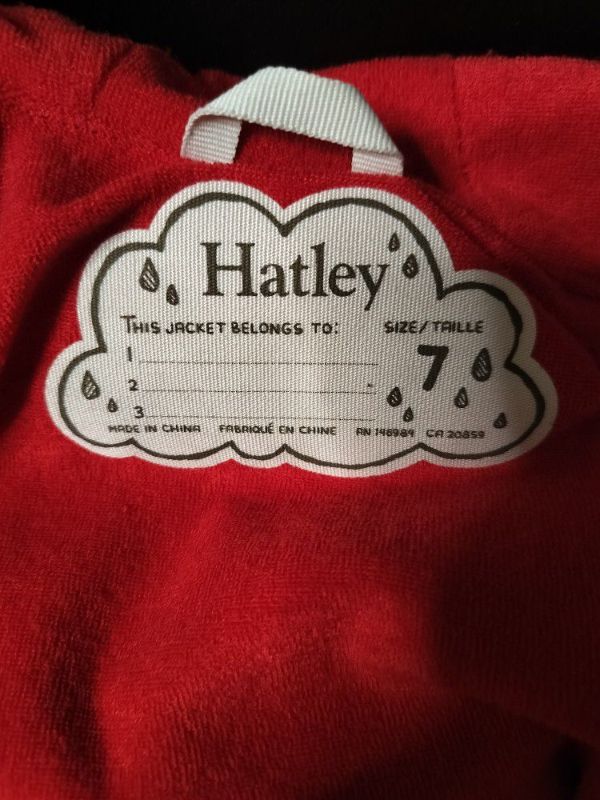 Hatley
THIS JACKET BELONGS TO: SIZE/TAILLE
1
7
2
3
MADE IN CHINA FABRIQUÉ EN CHINE RN 148984 CA 20859